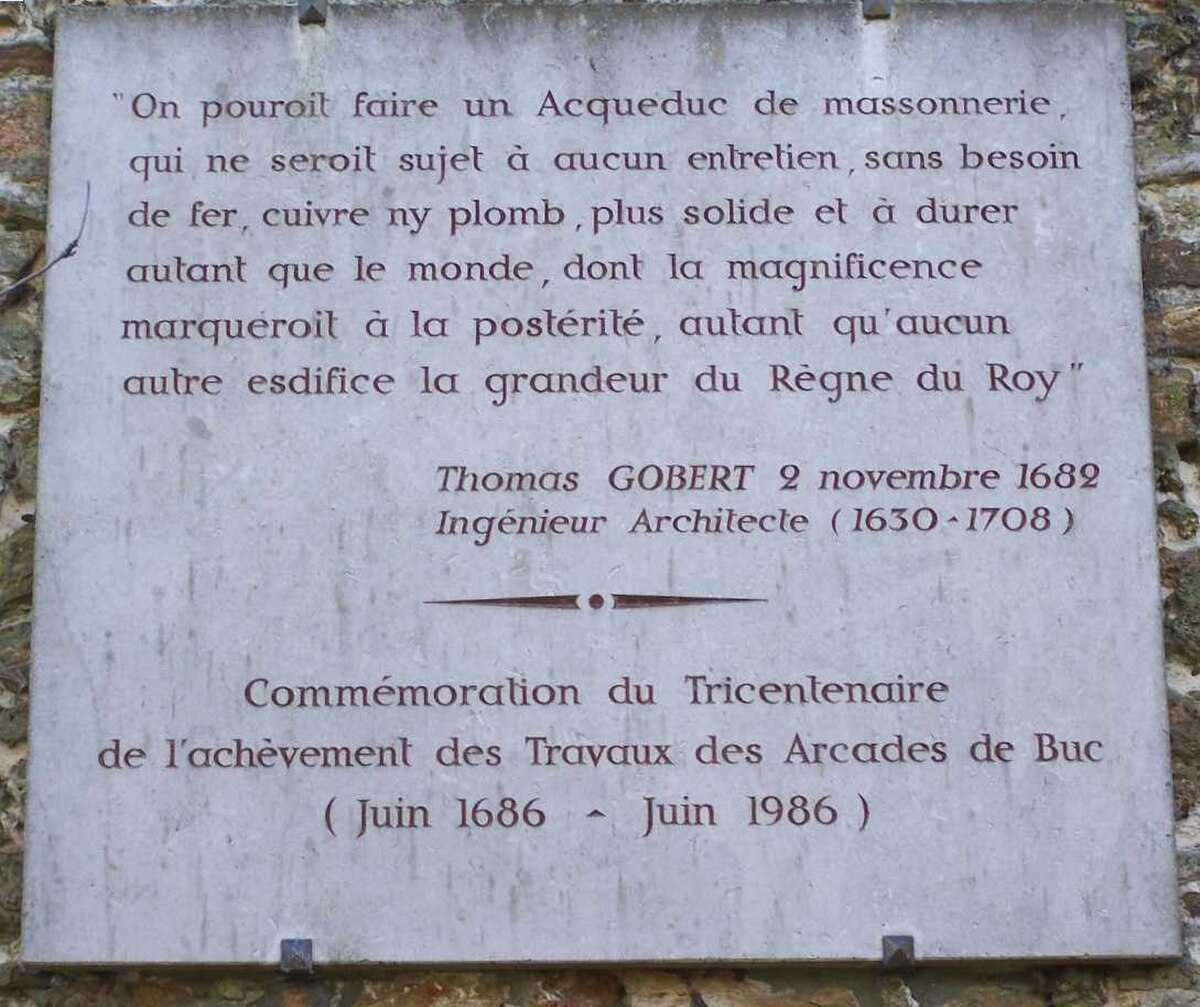 "On pouroit faire un Acqueduc de massonnerie,
qui ne seroit sujet à aucun entretien, sans besoin
de fer, cuivre ny plomb, plus solide et à durer
autant que le monde, dont la magnificence
marqueroit à la postérité, autant qu'aucun
autre esdifice la grandeur du Règne du Roy"
Thomas GOBERT 2 novembre 1682
Ingénieur Architecte (1630-1708)
Commémoration du Tricentenaire
de l'achèvement des Travaux des Arcades de Buc
( Juin 1686 - Juin 1986 )